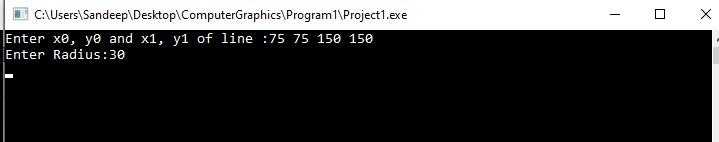 C:\Users\Sandeep\Desktop\ComputerGraphics\Program1\Project1.exe
Enter x0, y0 and x1, y1 of line :75 75 150 150
Enter Radius:30